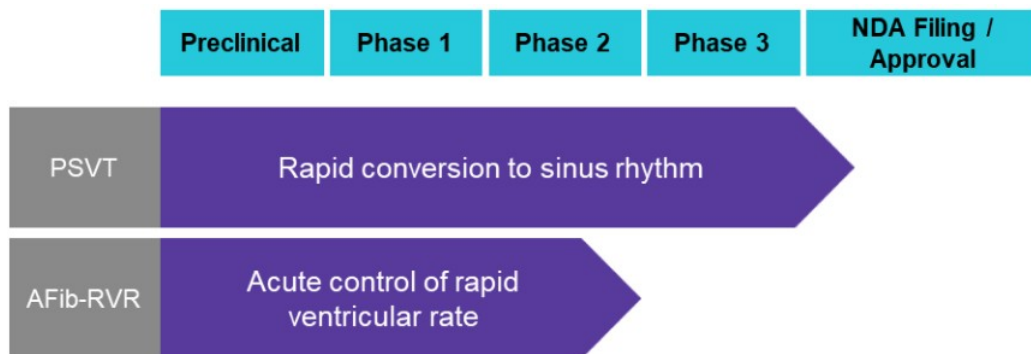 Preclinical
Phase 1
Phase 2
Phase 3
NDA Filing /
Approval
PSVT
Rapid conversion to sinus rhythm
AFib-RVR
Acute control of rapid
ventricular rate